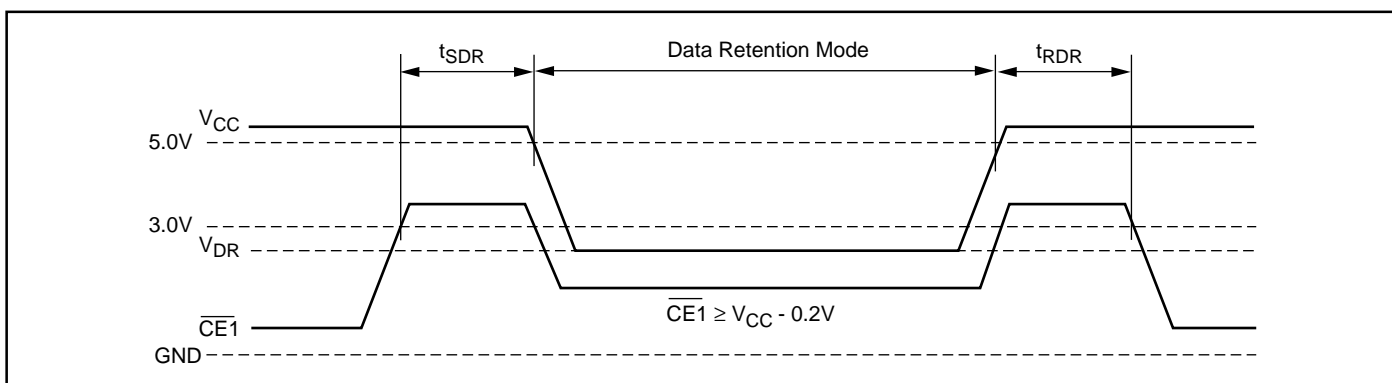 tSDR Data Retention Mode tRDR
VCC
5.0V
3.0V
VDR
CE1 ≥ VCC - 0.2V
CE1
GND